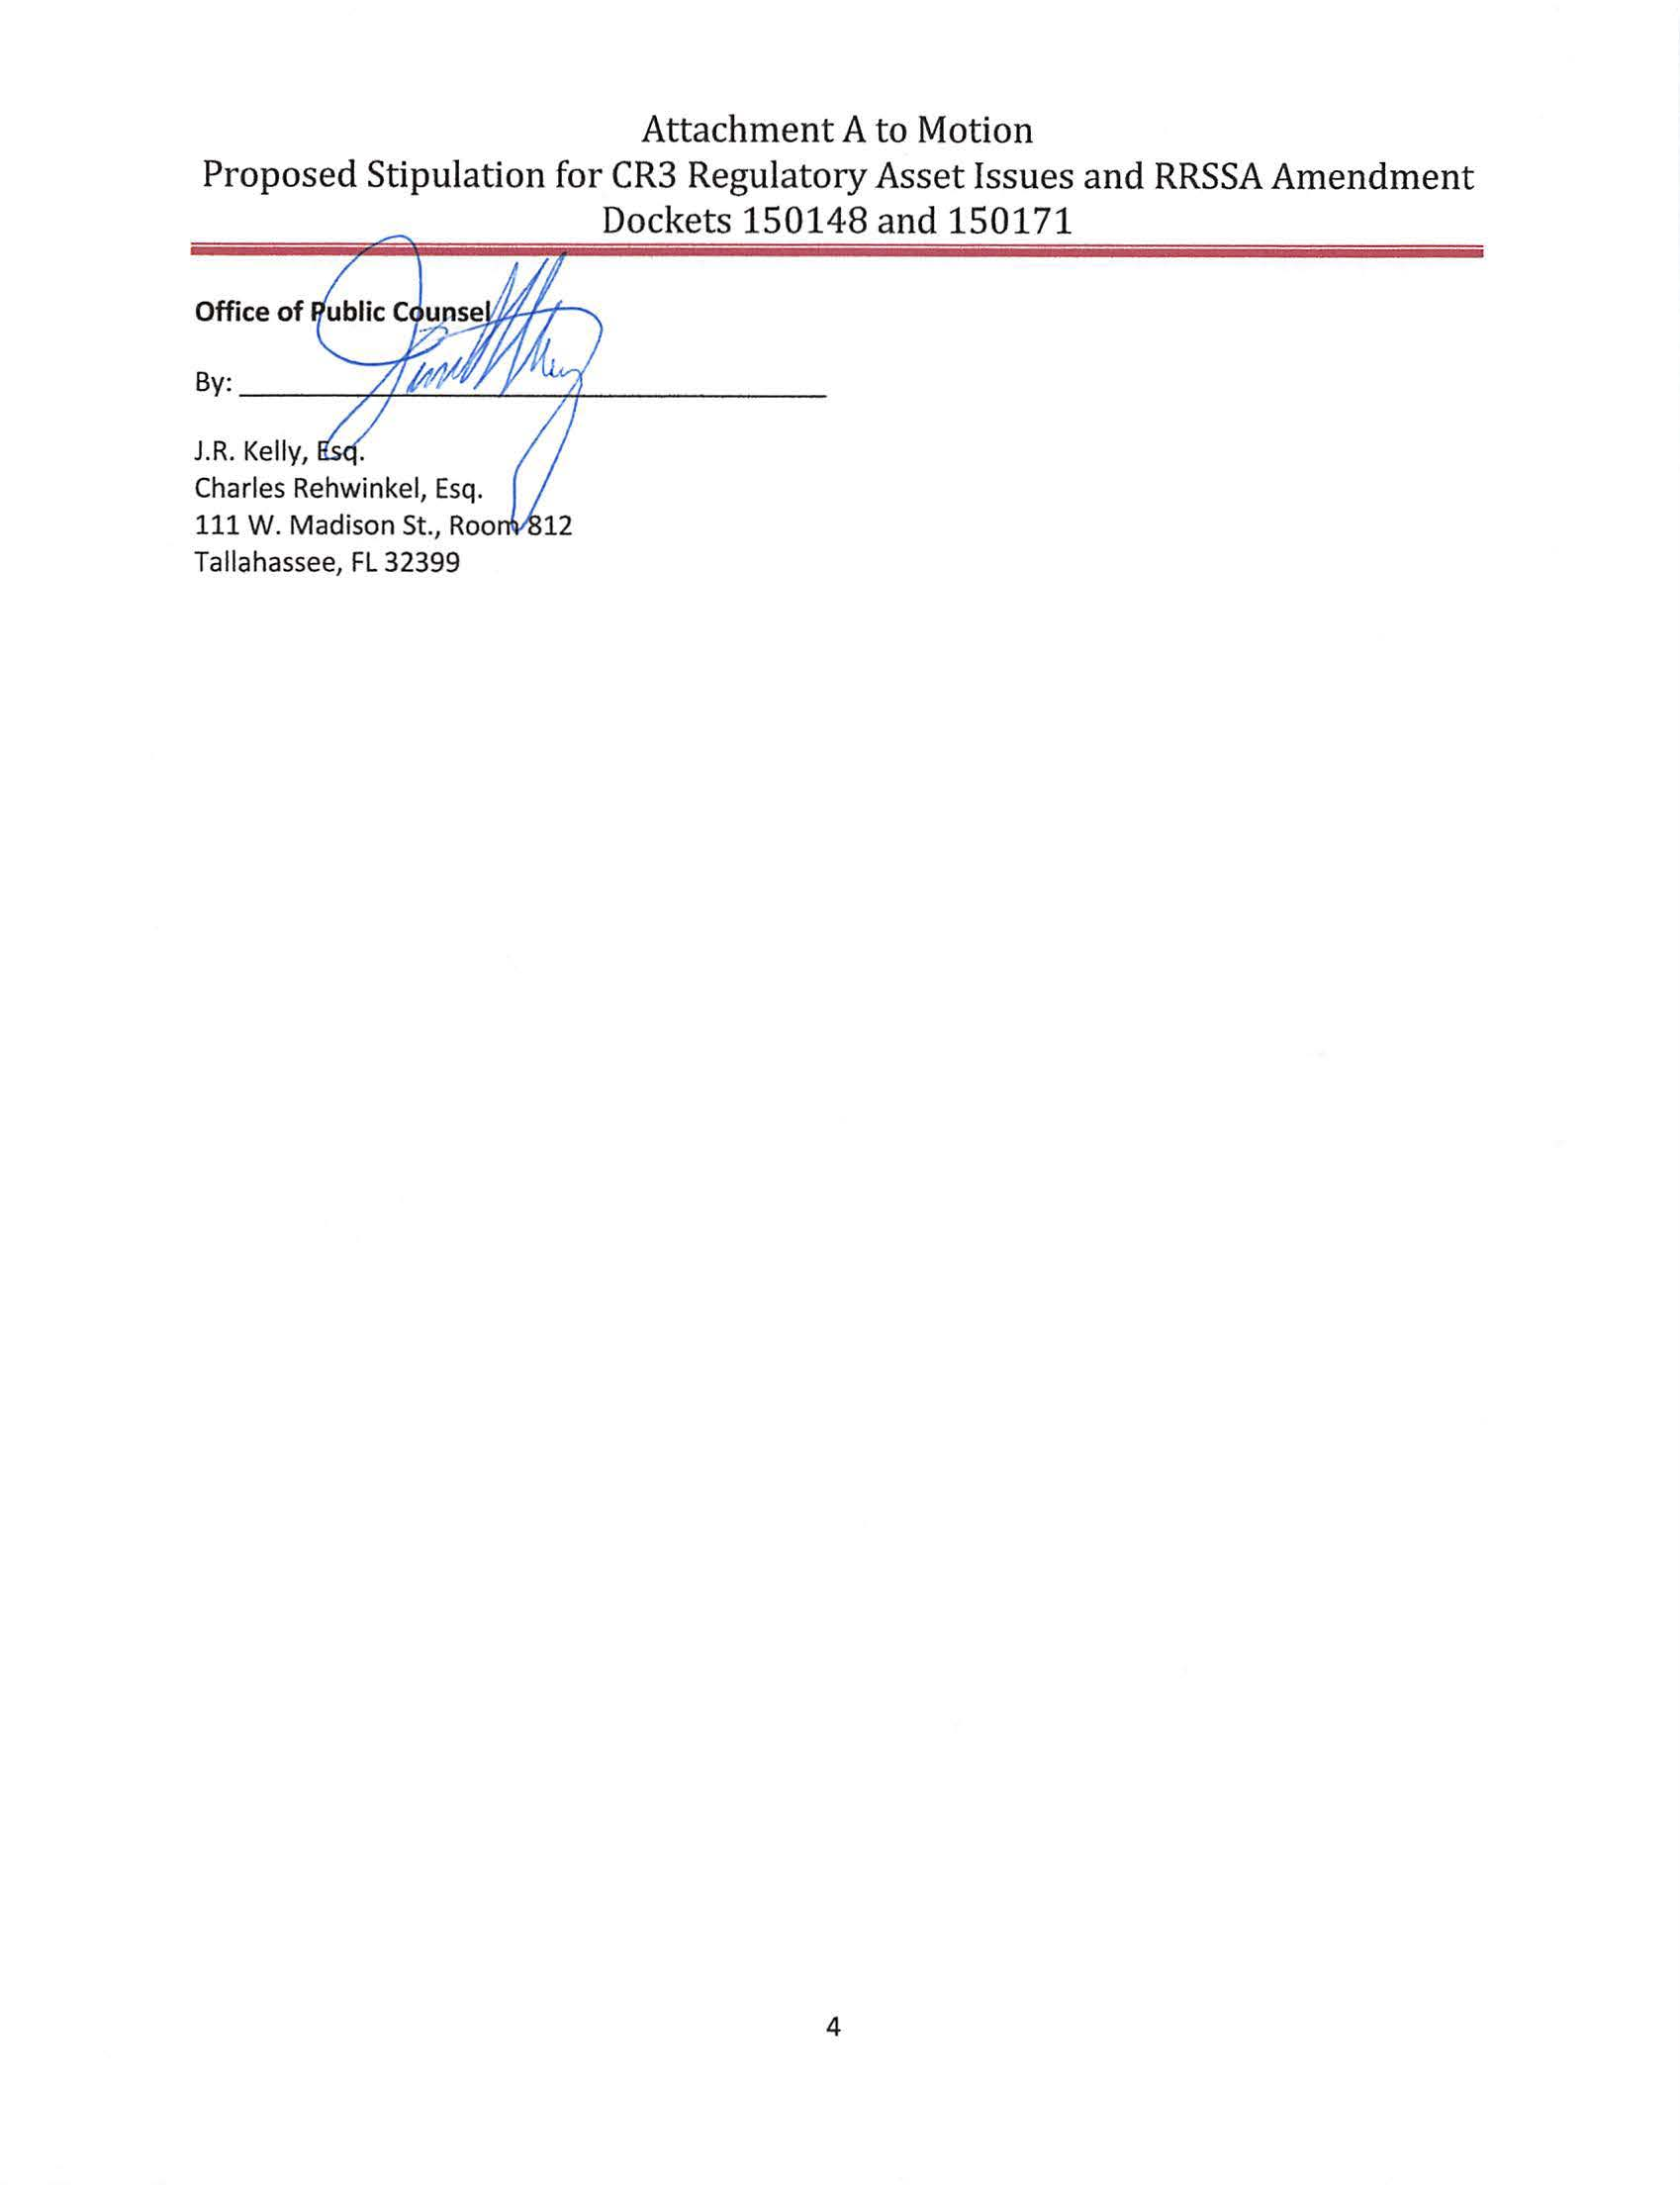 Attachment A to Motion
Proposed Stipulation for CR3 Regulatory Asset Issues and RRSSA Amendment
Dockets 150148 and 150171
Office of Public Counsel
By:
J.R. Kelly, Esq.
Charles Rehwinkel, Esq.
111 W. Madison St., Room 812
Tallahassee, FL 32399
4